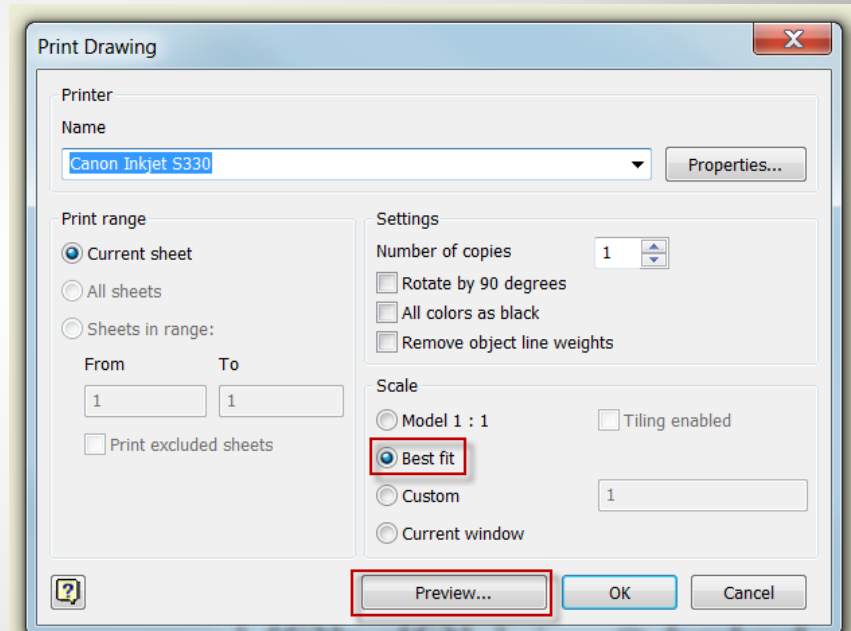 Print Drawing
Printer
Name
Canon Inkjet S330
Properties...
Print range
Current sheet
All sheets
Sheets in range:
From To
1 1
Print excluded sheets
Settings
Number of copies 1
Rotate by 90 degrees
All colors as black
Remove object line weights
Scale
Model 1 : 1 Tiling enabled
Best fit
Custom 1
Current window
Preview... OK Cancel